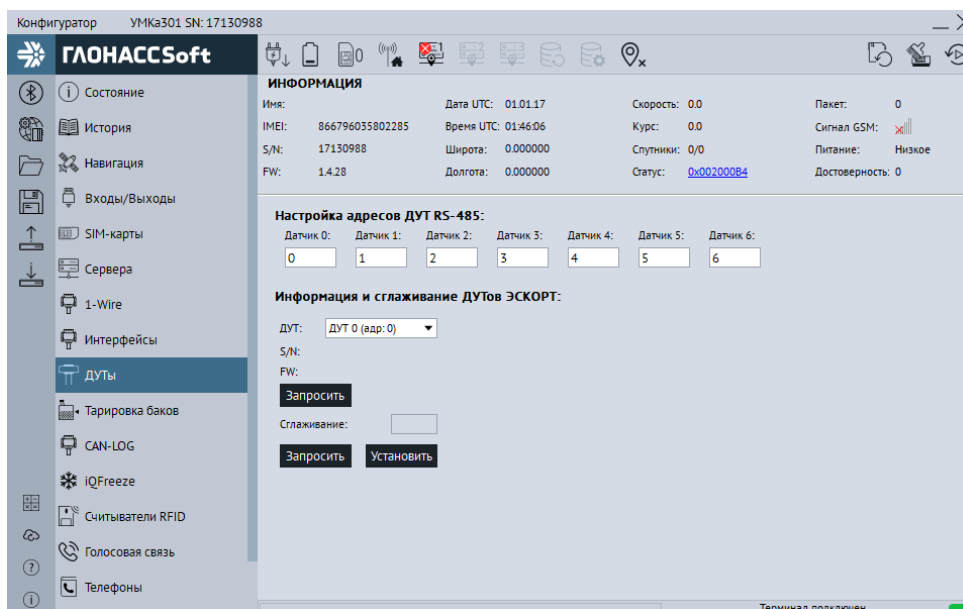 Конфигуратор УМКа301 SN: 17130988
ГЛОНАССSoft
0
1
2
3
x
ИНФОРМАЦИЯ
Имя: Дата UTC: 01.01.17 Скорость: 0.0 Пакет: 0
IMEI: 866796035802285 Время UTC: 01:46:06 Курс: 0.0 Сигнал GSM:
S/N: 17130988 Широта: 0.000000 Спутники: 0/0 Питание: Низкое
FW: 1.4.28 Долгота: 0.000000 Статус: 0x002000B4 Достоверность: 0
Состояние
История
Навигация
Входы/Выходы
SIM-карты
Сервера
1-Wire
Интерфейсы
ДУТы
Тарировка баков
CAN-LOG
iQFreeze
Считыватели RFID
Голосовая связь
Телефоны
Настройка адресов ДУТ RS-485:
Датчик 0: Датчик 1: Датчик 2: Датчик 3: Датчик 4: Датчик 5: Датчик 6:
0 1 2 3 4 5 6
Информация и сглаживание ДУТов ЭСКОРТ:
ДУТ: ДУТ 0 (адр: 0)
S/N:
FW:
Запросить
Сглаживание:
Запросить Установить
Терминал подключен